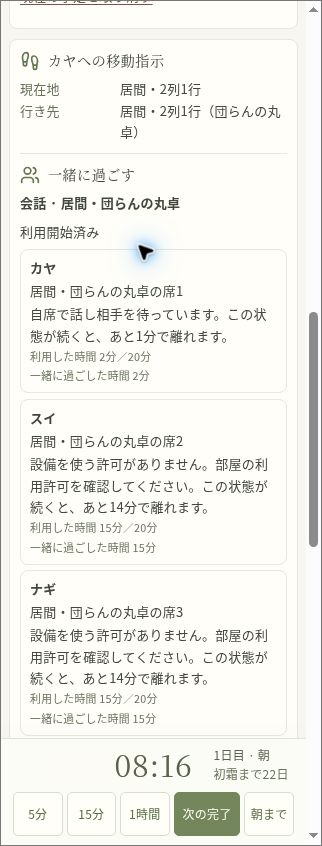 カヤへの移動指示
現在地 居間・2列1行
行き先 居間・2列1行（団らんの丸
卓）
一緒に過ごす
会話・居間・団らんの丸卓
利用開始済み
カヤ
居間・団らんの丸卓の席1
自席で話し相手を待っています。この状
態が続くと、あと1分で離れます。
利用した時間 2分／20分
一緒に過ごした時間 2分
スイ
居間・団らんの丸卓の席2
設備を使う許可がありません。部屋の利
用許可を確認してください。この状態が
続くと、あと14分で離れます。
利用した時間 15分／20分
一緒に過ごした時間 15分
ナギ
居間・団らんの丸卓の席3
設備を使う許可がありません。部屋の利
用許可を確認してください。この状態が
続くと、あと14分で離れます。
利用した時間 15分／20分
一緒に過ごした時間 15分
08:16
1日目・朝
初霜まで22日
5分 15分 1時間 次の完了 朝まで